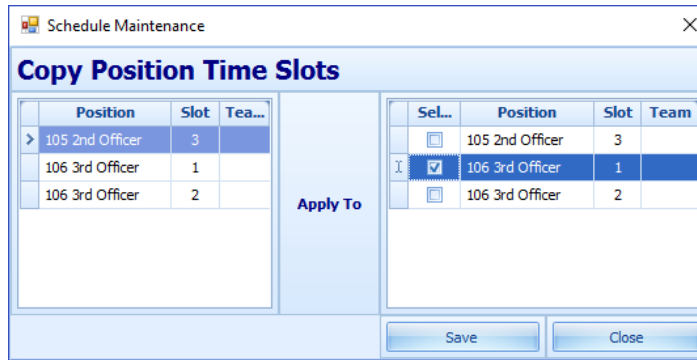 Schedule Maintenance
Copy Position Time Slots
Position Slot Tea...
105 2nd Officer 3
106 3rd Officer 1
106 3rd Officer 2
Apply To
Sel... Position Slot Team
105 2nd Officer 3
106 3rd Officer 1
106 3rd Officer 2
Save Close